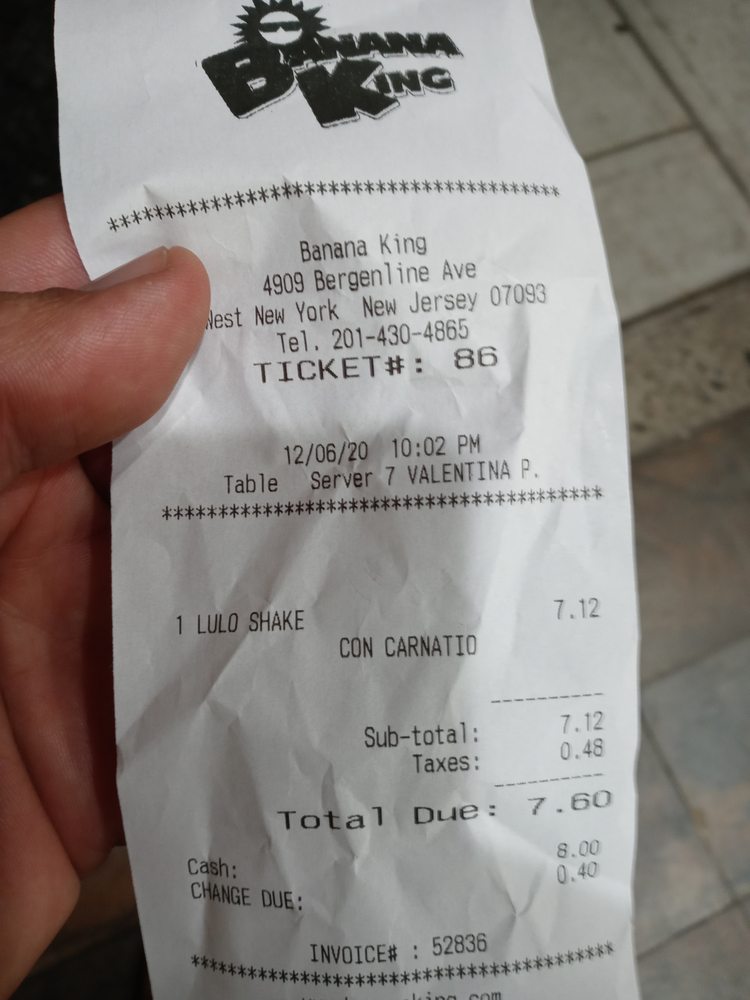 BANANA
KING
****************************************
Banana King
4909 Bergenline Ave
West New York New Jersey 07093
Tel. 201-430-4865
TICKET#: 86
12/06/20 10:02 PM
Table Server 7 VALENTINA P.
****************************************
1 LULO SHAKE 7.12
CON CARNATIO
Sub-total: 7.12
Taxes: 0.48
Total Due: 7.60
Cash: 8.00
CHANGE DUE: 0.40
INVOICE# : 52836
****************************************